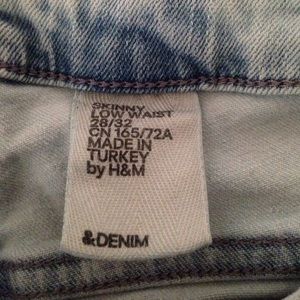 SKINNY
LOW WAIST
28/32
CN 165/72A
MADE IN
TURKEY
by H&M
&DENIM